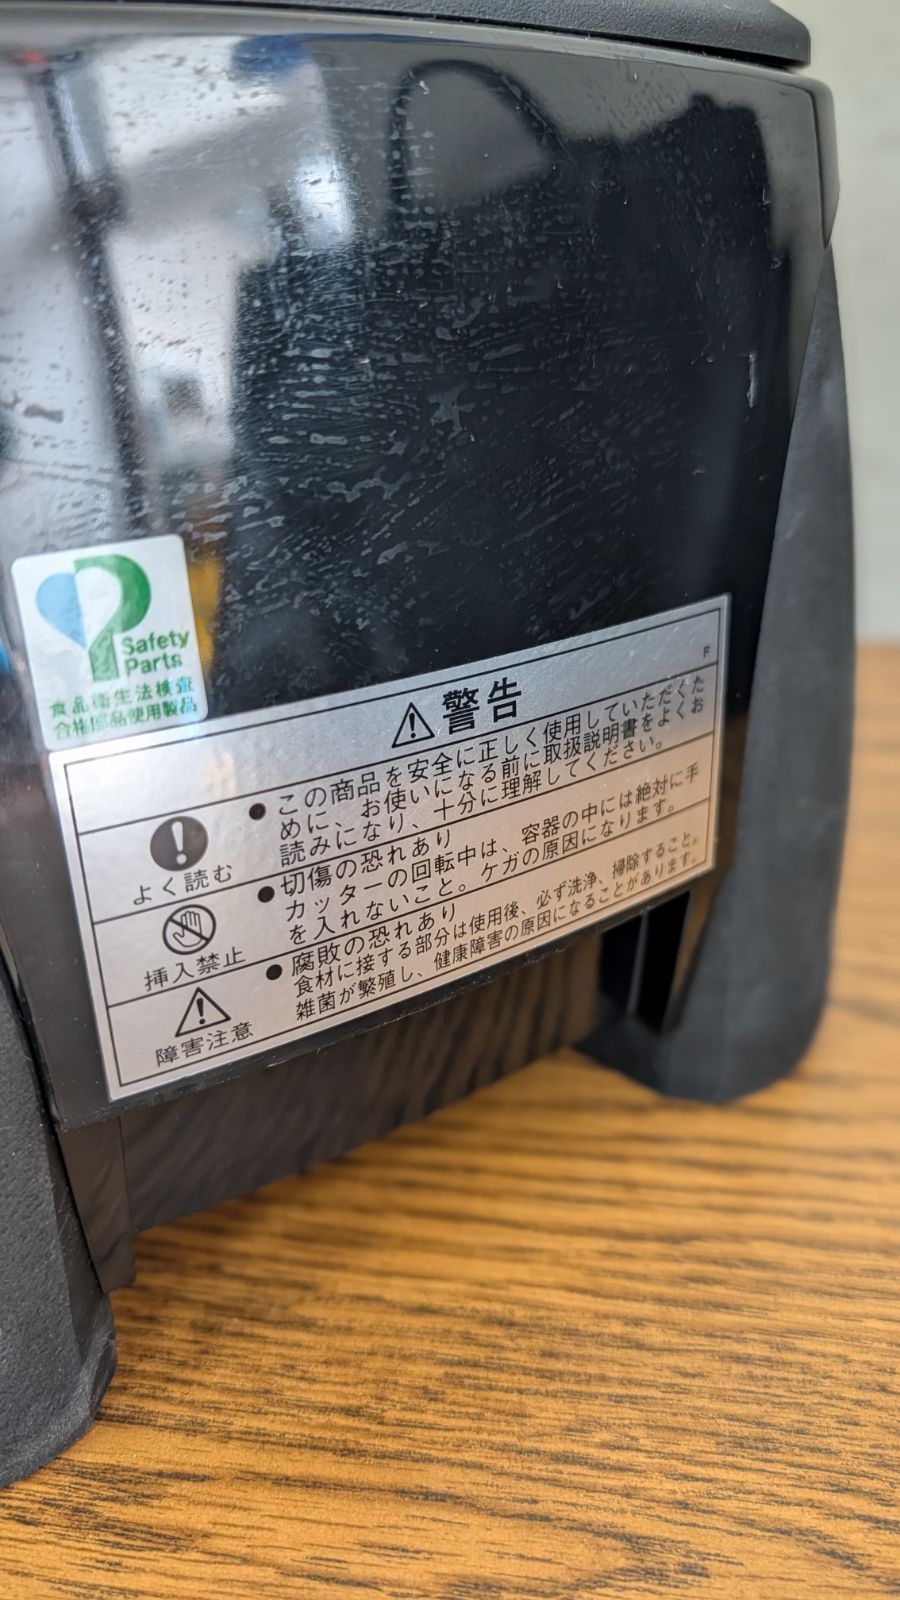 Safety
Parts
食品衛生法検査
合格部品使用製品
F
警告
よく読む
●この商品を安全に正しく使用していただくた
めに、お使いになる前に取扱説明書をよくお
読みになり、十分に理解してください。
挿入禁止
●切傷の恐れあり
カッターの回転中は、容器の中には絶対に手
を入れないこと。ケガの原因になります。
障害注意
●腐敗の恐れあり
食材に接する部分は使用後、必ず洗浄、掃除すること。
雑菌が繁殖し、健康障害の原因になることがあります。